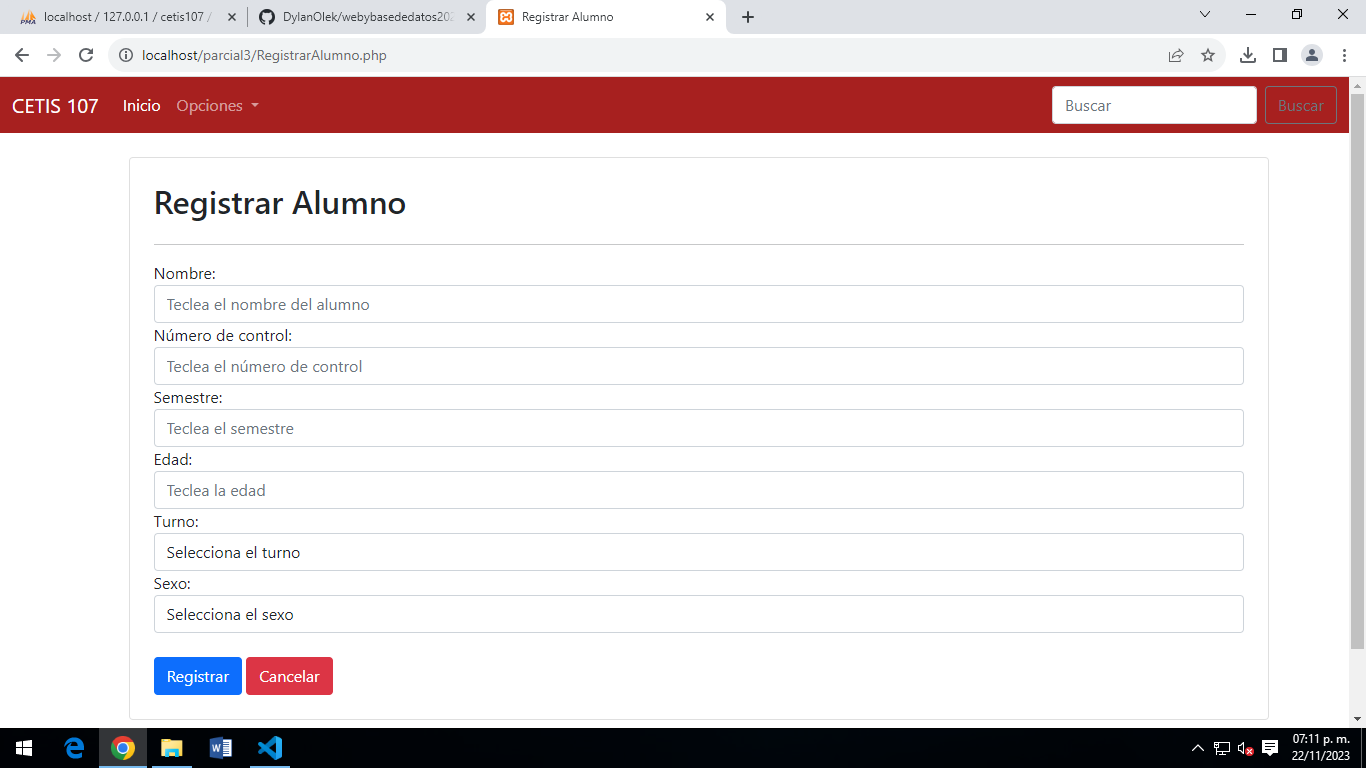 localhost / 127.0.0.1 / cetis107 /
DylanOlek/webybasededatos202
Registrar Alumno
localhost/parcial3/RegistrarAlumno.php
CETIS 107 Inicio Opciones Buscar Buscar
Registrar Alumno
Nombre:
Teclea el nombre del alumno
Número de control:
Teclea el número de control
Semestre:
Teclea el semestre
Edad:
Teclea la edad
Turno:
Selecciona el turno
Sexo:
Selecciona el sexo
Registrar Cancelar
07:11 p. m.
22/11/2023